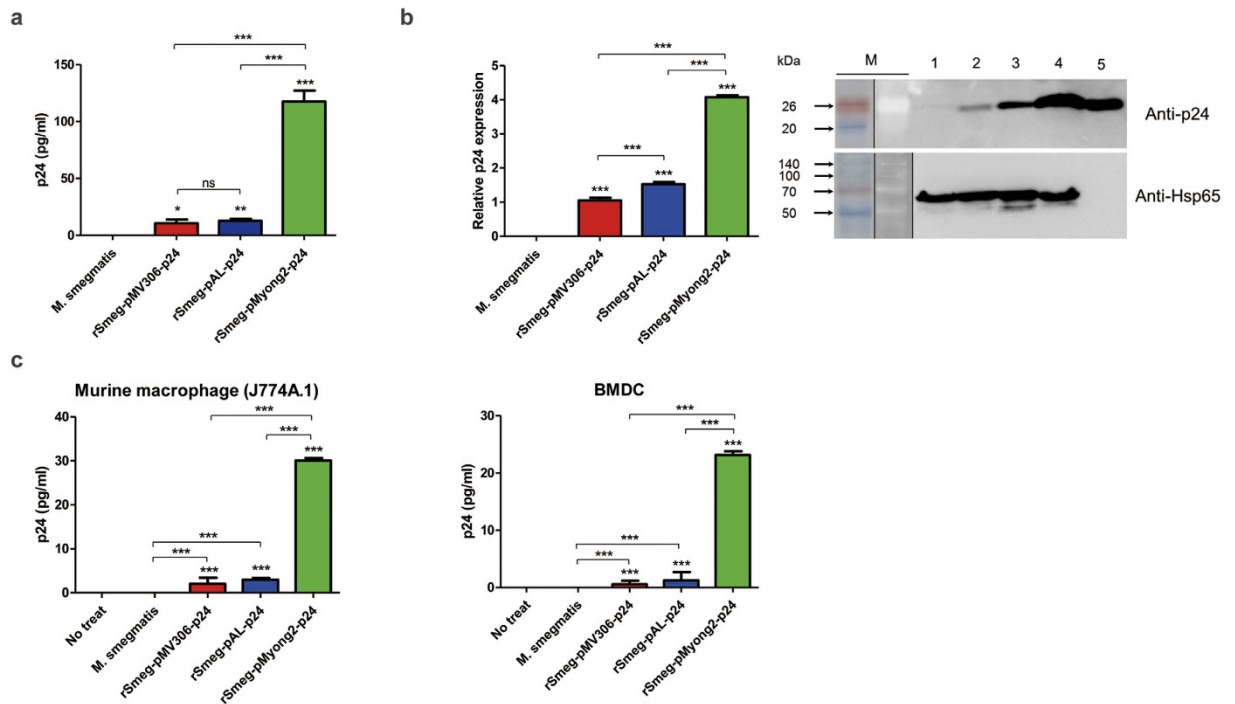 a
***
***
***
ns
*
**
p24 (pg/ml)
150
100
50
0
M. smegmatis
rSmeg-pMV306-p24
rSmeg-pAL-p24
rSmeg-pMyong2-p24
b
***
***
***
***
***
***
Relative p24 expression
5
4
3
2
1
0
M. smegmatis
rSmeg-pMV306-p24
rSmeg-pAL-p24
rSmeg-pMyong2-p24
kDa
M
1 2 3 4 5
26
20
Anti-p24
140
100
70
50
Anti-Hsp65
c
Murine macrophage (J774A.1)
***
***
***
***
***
***
***
p24 (pg/ml)
40
30
20
10
0
No treat
M. smegmatis
rSmeg-pMV306-p24
rSmeg-pAL-p24
rSmeg-pMyong2-p24
BMDC
***
***
***
***
***
***
***
p24 (pg/ml)
30
20
10
0
No treat
M. smegmatis
rSmeg-pMV306-p24
rSmeg-pAL-p24
rSmeg-pMyong2-p24